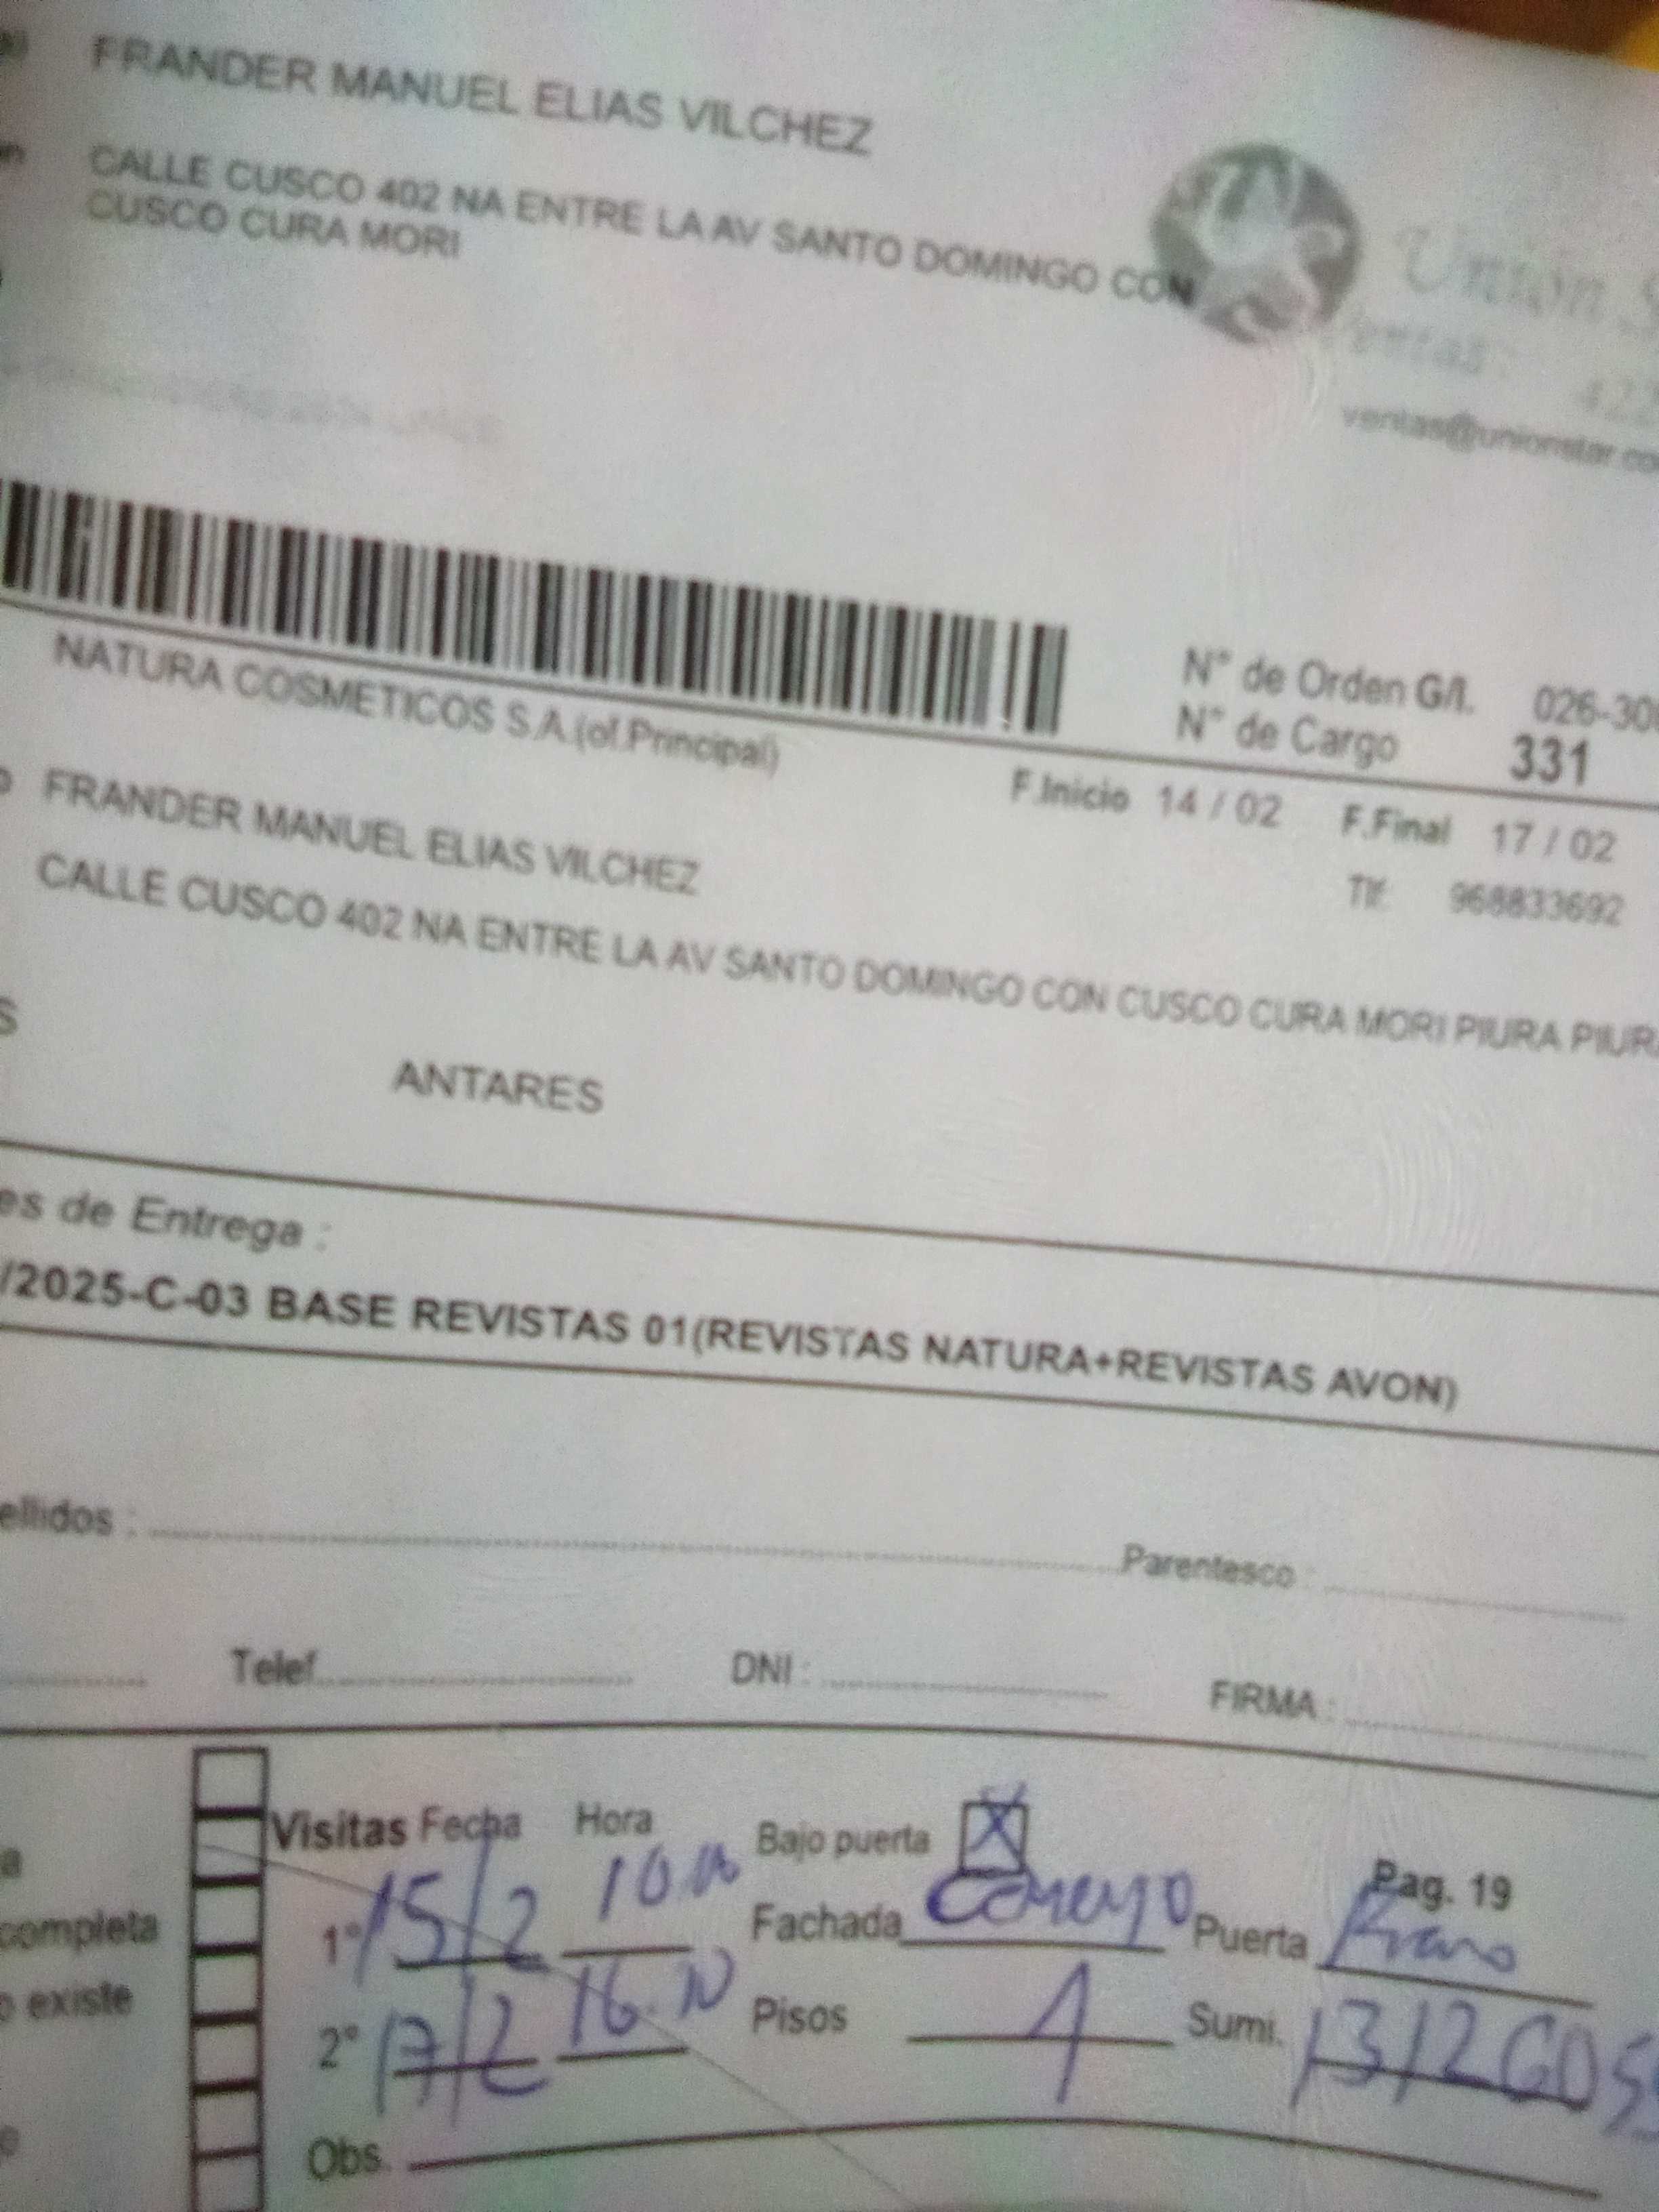 FRANDER MANUEL ELIAS VILCHEZ
CALLE CUSCO 402 NA ENTRE LA AV SANTO DOMINGO CON
CUSCO CURA MORI
Union
Ventas:
ventas@unionstar.co
N° de Orden G/I. 026-30
N° de Cargo 331
NATURA COSMETICOS S.A.(of.Principal)
F.Inicio 14 / 02 F.Final 17 / 02
FRANDER MANUEL ELIAS VILCHEZ
Tlf: 968833692
CALLE CUSCO 402 NA ENTRE LA AV SANTO DOMINGO CON CUSCO CURA MORI PIURA PIUR
S
ANTARES
es de Entrega :
/2025-C-03 BASE REVISTAS 01(REVISTAS NATURA+REVISTAS AVON)
ellidos : Parentesco :
Telef. DNI : FIRMA :
Visitas Fecha Hora Bajo puerta X Pag. 19
1° 15/2 10 Fachada Puerta
completa
o existe
2° 17/2 16.10 Pisos 1 Sumi.
Obs.